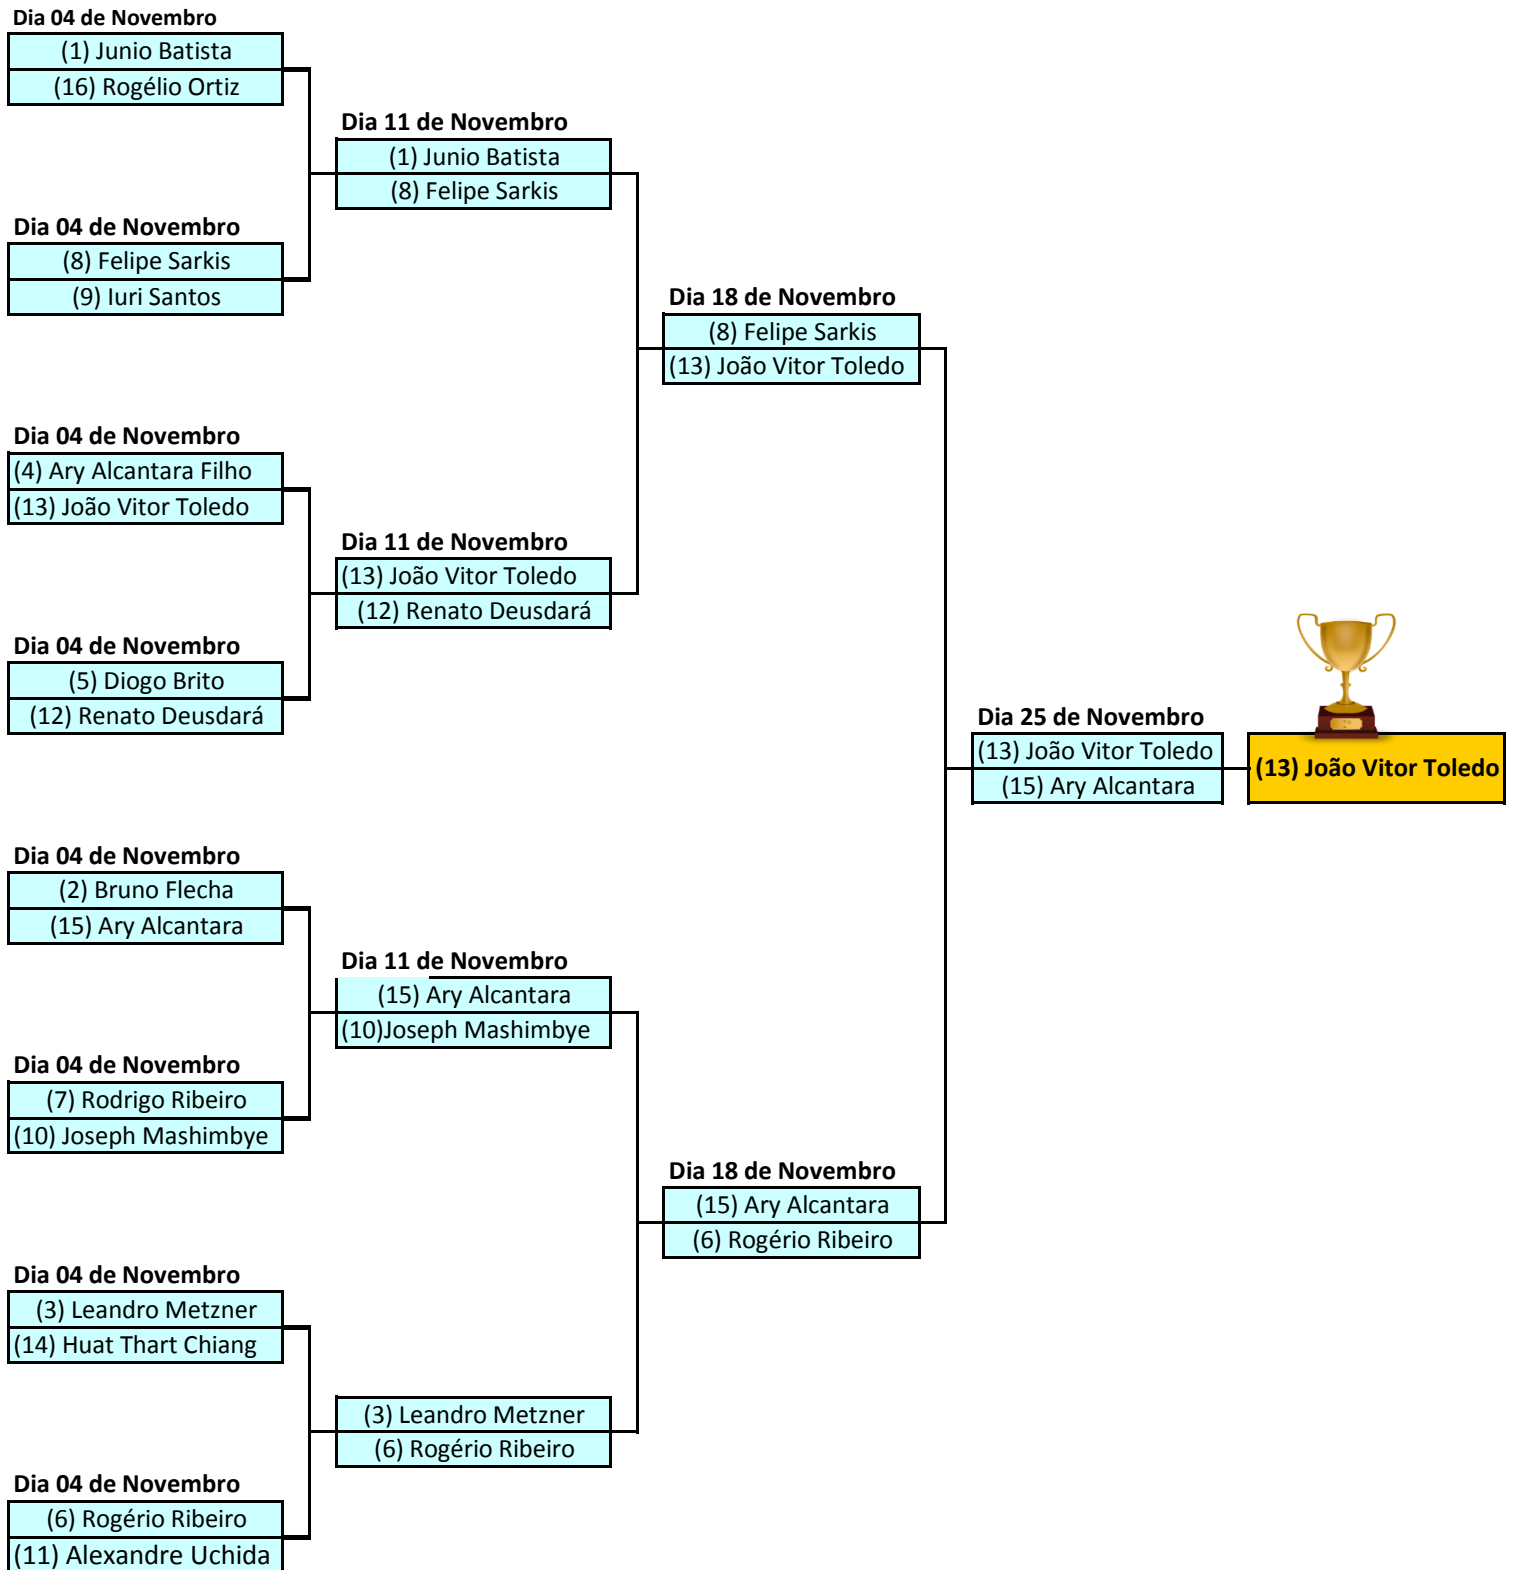 Dia 04 de Novembro
(1) Junio Batista
(16) Rogélio Ortiz
Dia 04 de Novembro
(8) Felipe Sarkis
(9) Iuri Santos
Dia 04 de Novembro
(4) Ary Alcantara Filho
(13) João Vitor Toledo
Dia 04 de Novembro
(5) Diogo Brito
(12) Renato Deusdará
Dia 04 de Novembro
(2) Bruno Flecha
(15) Ary Alcantara
Dia 04 de Novembro
(7) Rodrigo Ribeiro
(10) Joseph Mashimbye
Dia 04 de Novembro
(3) Leandro Metzner
(14) Huat Thart Chiang
Dia 04 de Novembro
(6) Rogério Ribeiro
(11) Alexandre Uchida
Dia 11 de Novembro
(1) Junio Batista
(8) Felipe Sarkis
Dia 11 de Novembro
(13) João Vitor Toledo
(12) Renato Deusdará
Dia 11 de Novembro
(15) Ary Alcantara
(10)Joseph Mashimbye
(3) Leandro Metzner
(6) Rogério Ribeiro
Dia 18 de Novembro
(8) Felipe Sarkis
(13) João Vitor Toledo
Dia 18 de Novembro
(15) Ary Alcantara
(6) Rogério Ribeiro
Dia 25 de Novembro
(13) João Vitor Toledo
(15) Ary Alcantara
(13) João Vitor Toledo